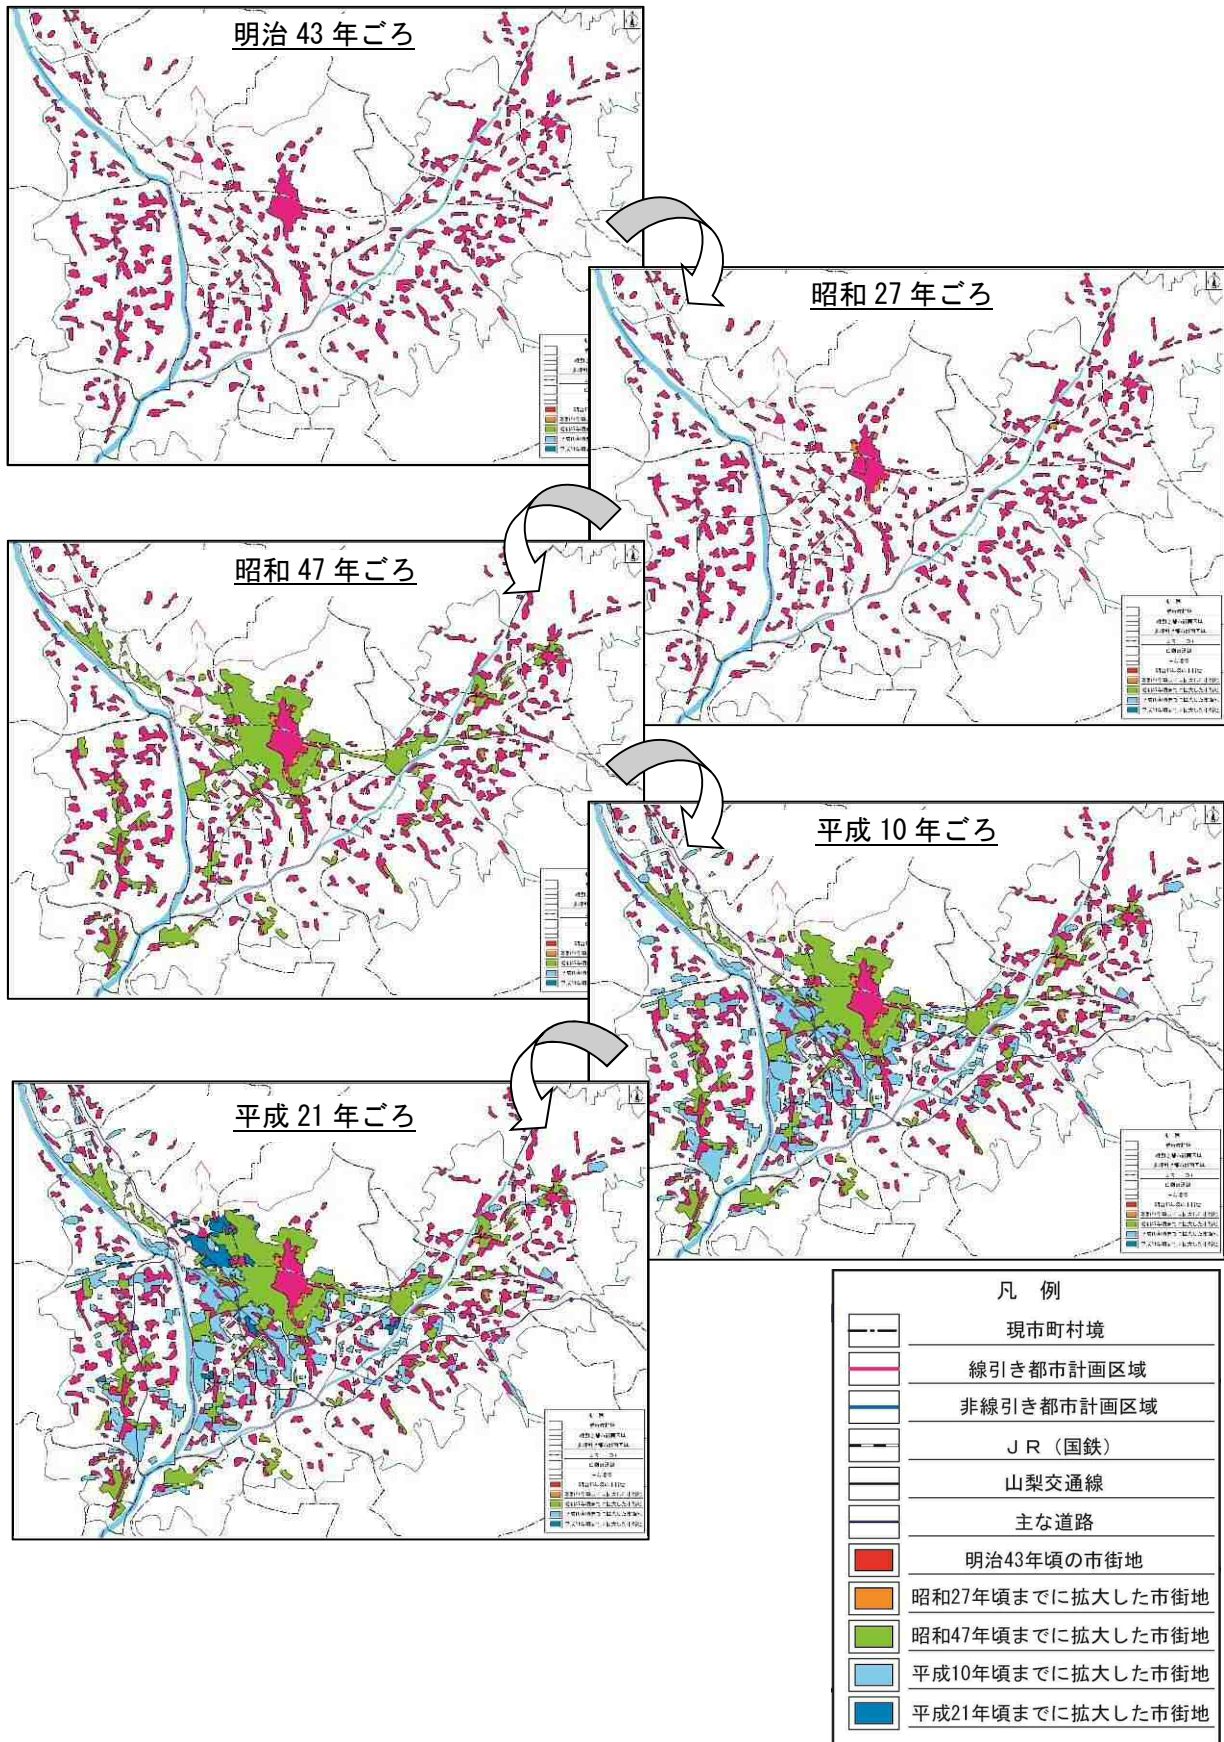 明治 43 年ごろ
昭和 27 年ごろ
昭和 47 年ごろ
平成 10 年ごろ
平成 21 年ごろ
凡 例
現市町村境
線引き都市計画区域
非線引き都市計画区域
ＪＲ（国鉄）
山梨交通線
主な道路
明治43年頃の市街地
昭和27年頃までに拡大した市街地
昭和47年頃までに拡大した市街地
平成10年頃までに拡大した市街地
平成21年頃までに拡大した市街地